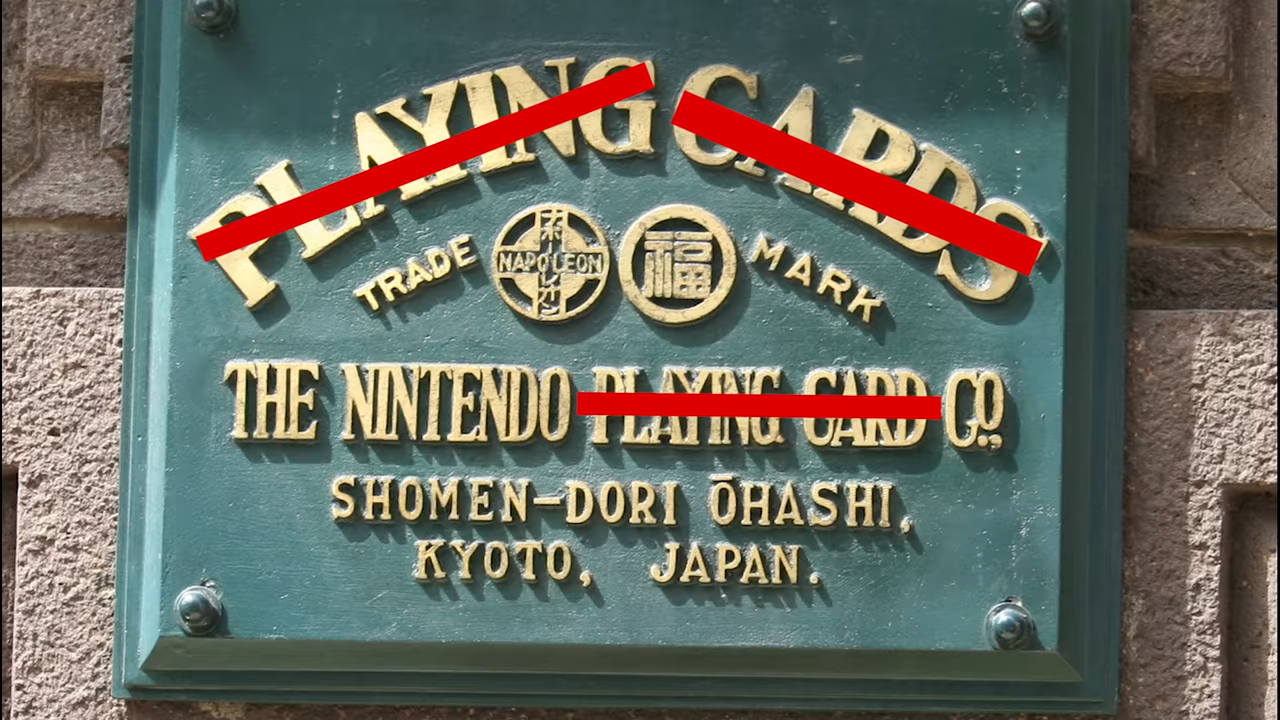 PLAYING CARDS
TRADE NAPOLEON 福 MARK
THE NINTENDO PLAYING CARD CO.,
SHOMEN-DORI ŌHASHI,
KYOTO, JAPAN.